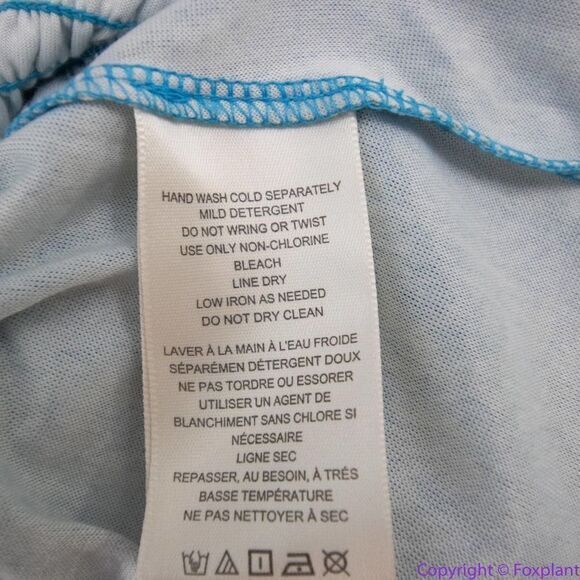 HAND WASH COLD SEPARATELY
MILD DETERGENT
DO NOT WRING OR TWIST
USE ONLY NON-CHLORINE
BLEACH
LINE DRY
LOW IRON AS NEEDED
DO NOT DRY CLEAN
LAVER À LA MAIN À L'EAU FROIDE
SÉPARÉMEN DÉTERGENT DOUX
NE PAS TORDRE OU ESSORER
UTILISER UN AGENT DE
BLANCHIMENT SANS CHLORE SI
NÉCESSAIRE
LIGNE SEC
REPASSER, AU BESOIN, À TRÉS
BASSE TEMPÉRATURE
NE PAS NETTOYER À SEC
Copyright © Foxplant